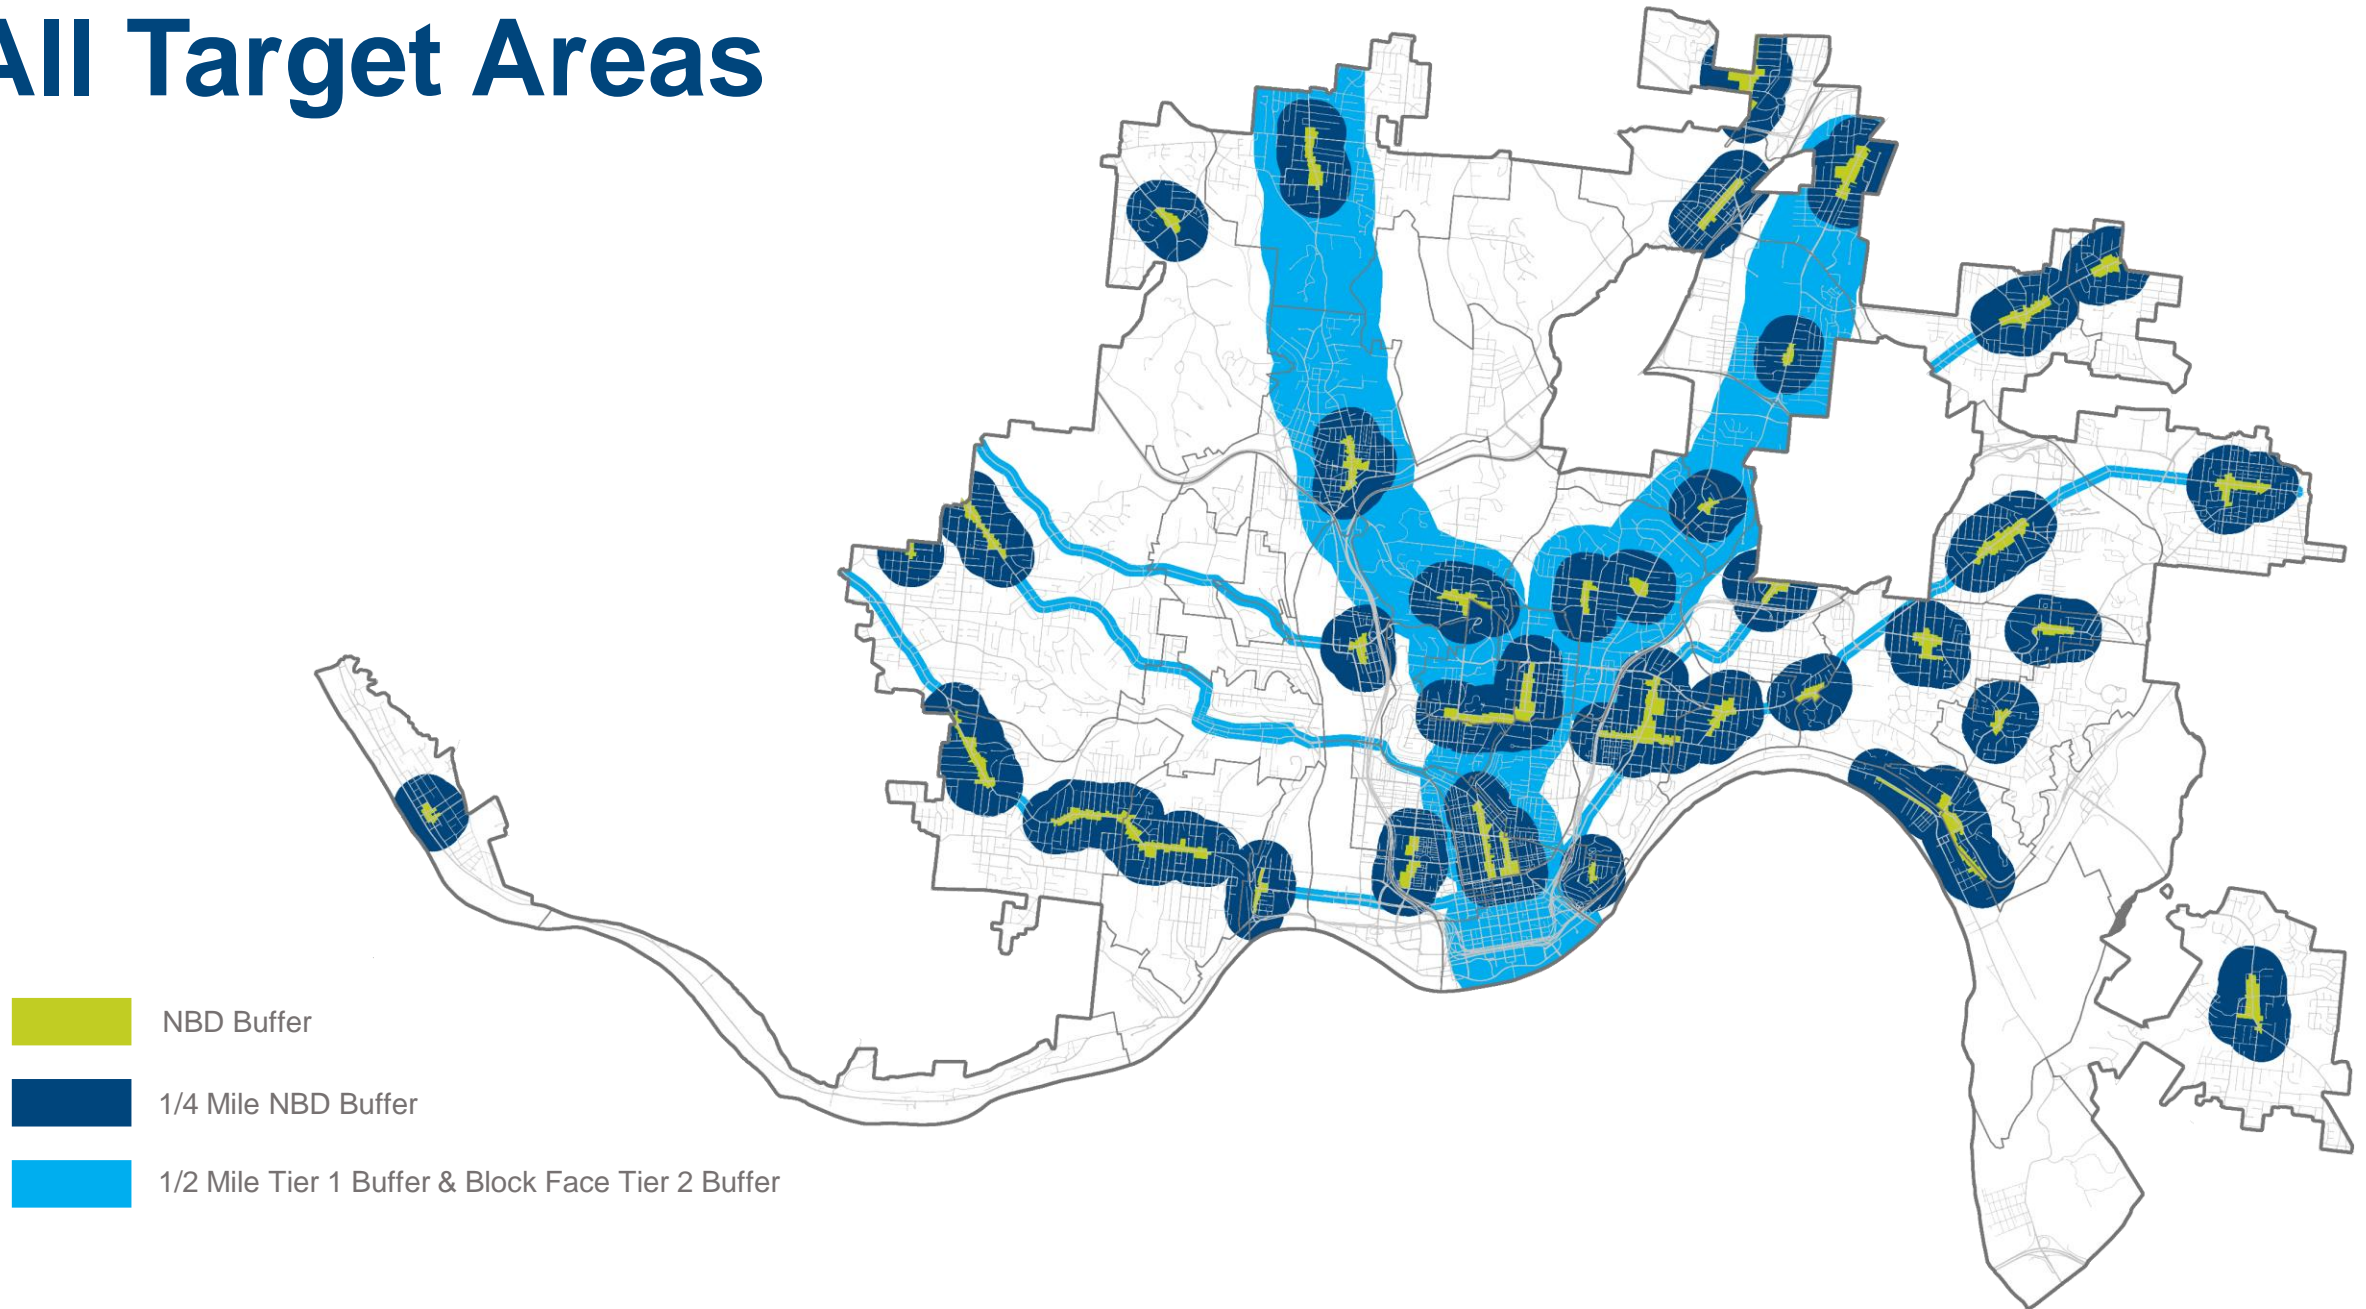 All Target Areas
NBD Buffer
1/4 Mile NBD Buffer
1/2 Mile Tier 1 Buffer & Block Face Tier 2 Buffer